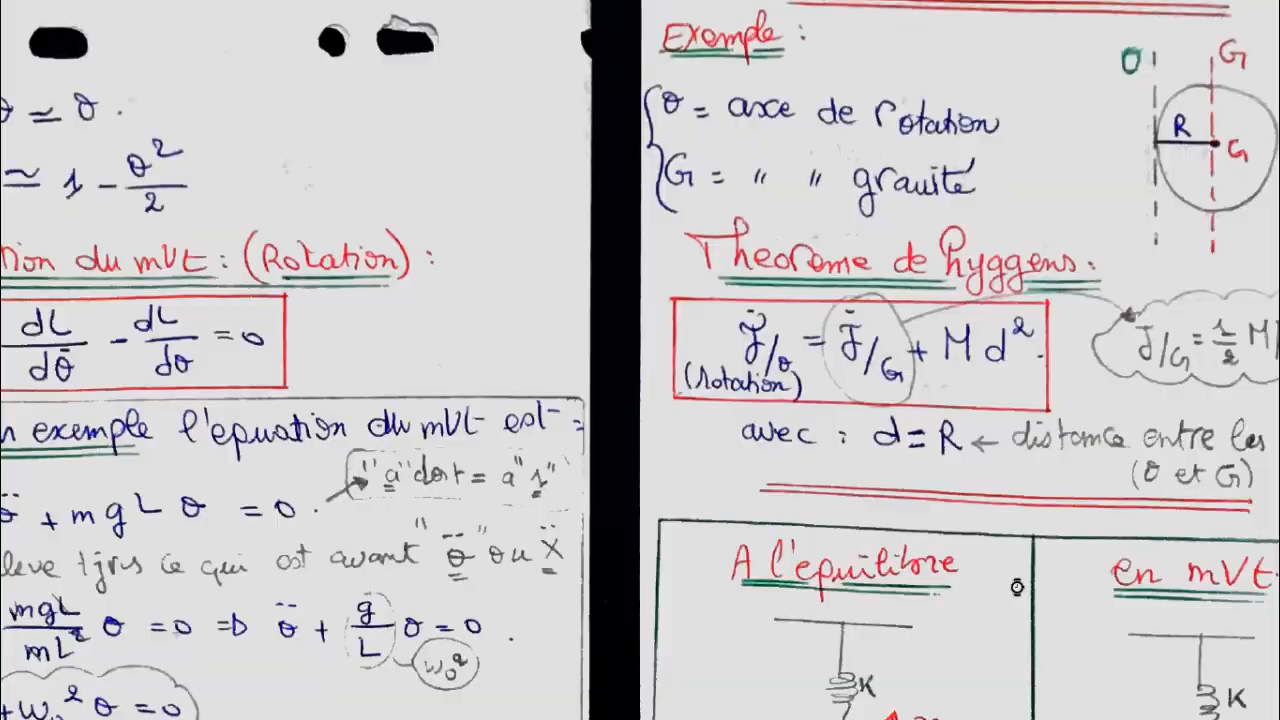 θ ≃ θ.
≃ 1 - θ²/2
tion du mvt : (Rotation) :
dL/dθ̇ - dL/dθ = 0
n exemple l'equation du mvt est =
θ̈ + mgL θ = 0.
"a" doit = a "1"
leve tjrs ce qui est avant "θ̈" ou Ẍ
mgL/mL² θ = 0 => θ̈ + g/L θ = 0.
ω₀²
+ω₀² θ = 0
Exemple :
θ = axe de rotation
G = " " gravité
O
G
R
G
Theoreme de hyggens.
J/θ = J/G + M d².
(rotation)
J/G = 1/2 M
avec : d = R ← distance entre les
(θ et G)
A l'equilibre
en mvt
K
K